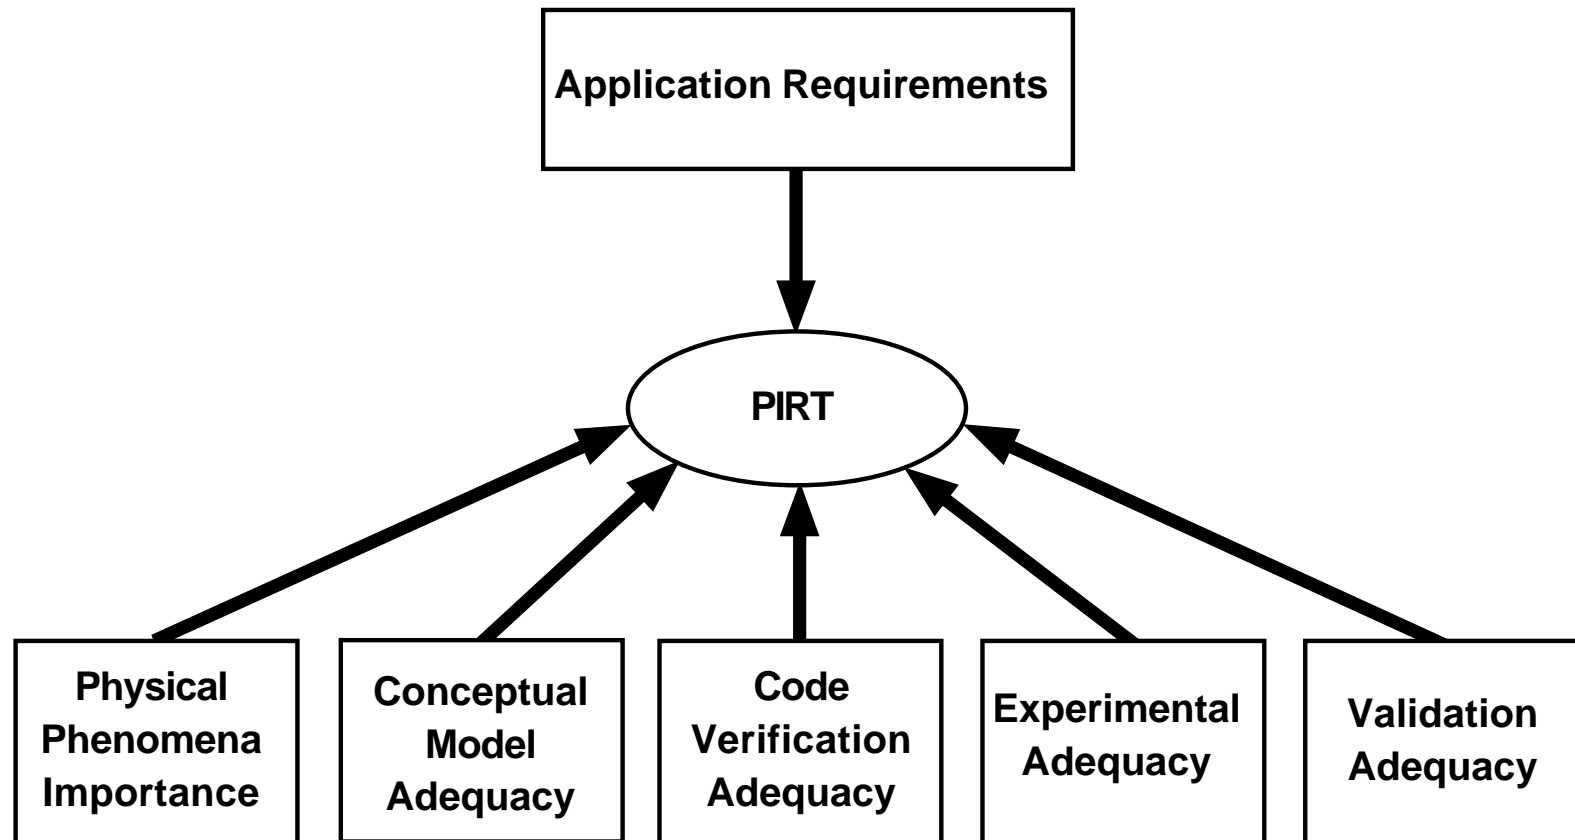 Application Requirements
PIRT
Physical
Phenomena
Importance
Conceptual
Model
Adequacy
Code
Verification
Adequacy
Experimental
Adequacy
Validation
Adequacy